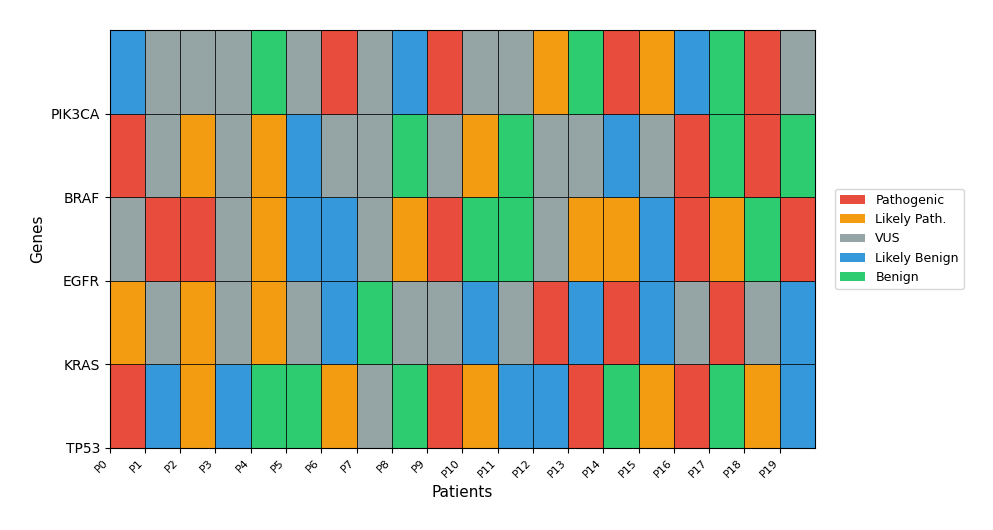 PIK3CA
BRAF
EGFR
KRAS
TP53
Genes
P0 P1 P2 P3 P4 P5 P6 P7 P8 P9 P10 P11 P12 P13 P14 P15 P16 P17 P18 P19
Patients
Pathogenic
Likely Path.
VUS
Likely Benign
Benign